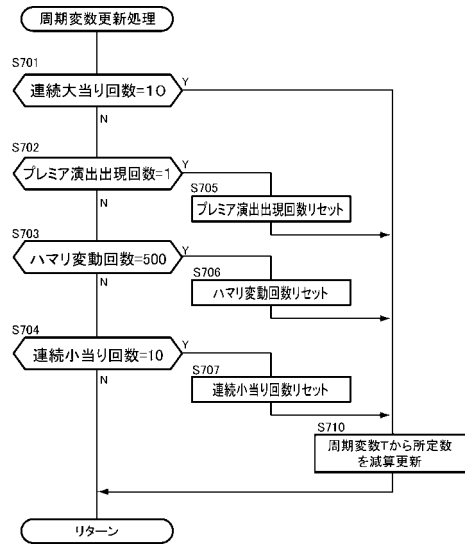 周期変数更新処理
S701
連続大当り回数=10
Y
N
S702
プレミア演出出現回数=1
Y
S705
プレミア演出出現回数リセット
N
S703
ハマリ変動回数=500
Y
S706
ハマリ変動回数リセット
N
S704
連続小当り回数=10
Y
S707
連続小当り回数リセット
N
S710
周期変数Tから所定数
を減算更新
リターン